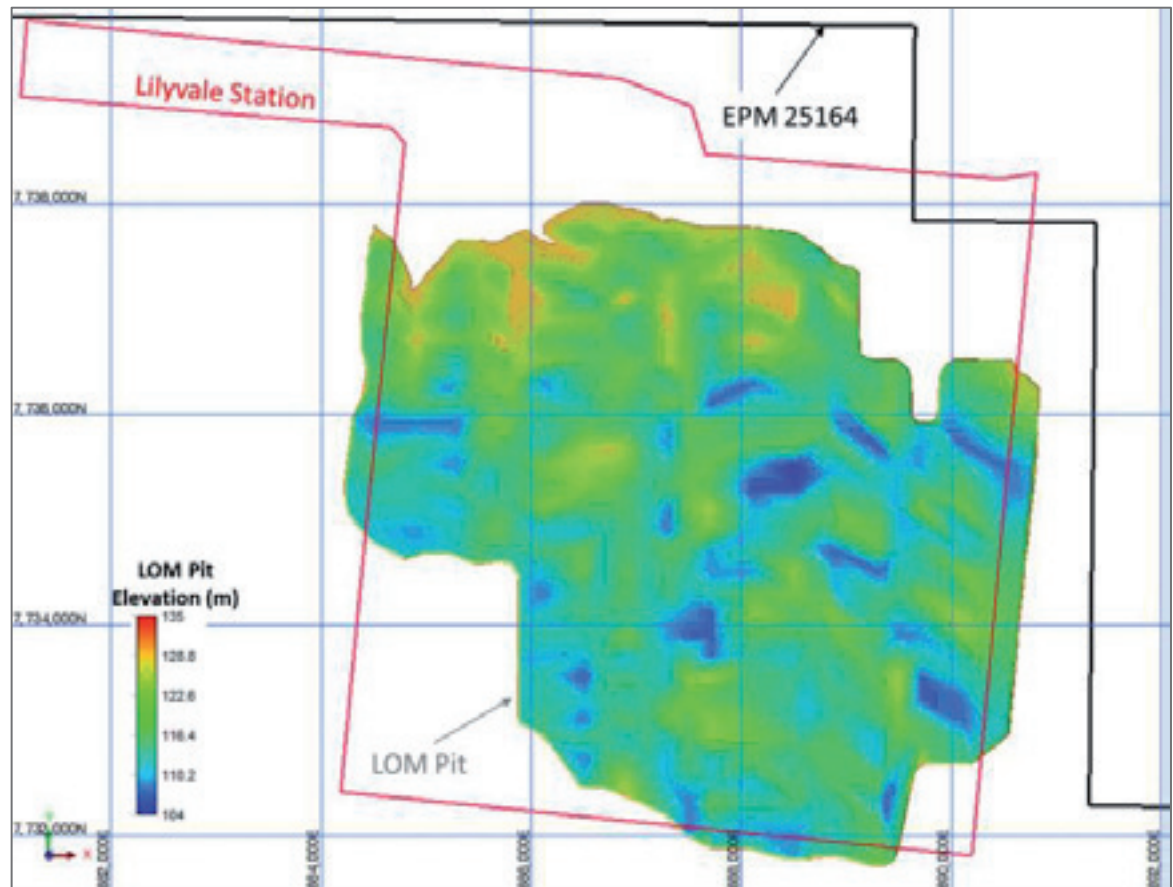 Lilyvale Station
EPM 25164
7,738,000N
7,736,000N
LOM Pit
Elevation (m)
135
128.8
122.6
116.4
110.2
104
7,734,000N
LOM Pit
7,732,000N
Y
X